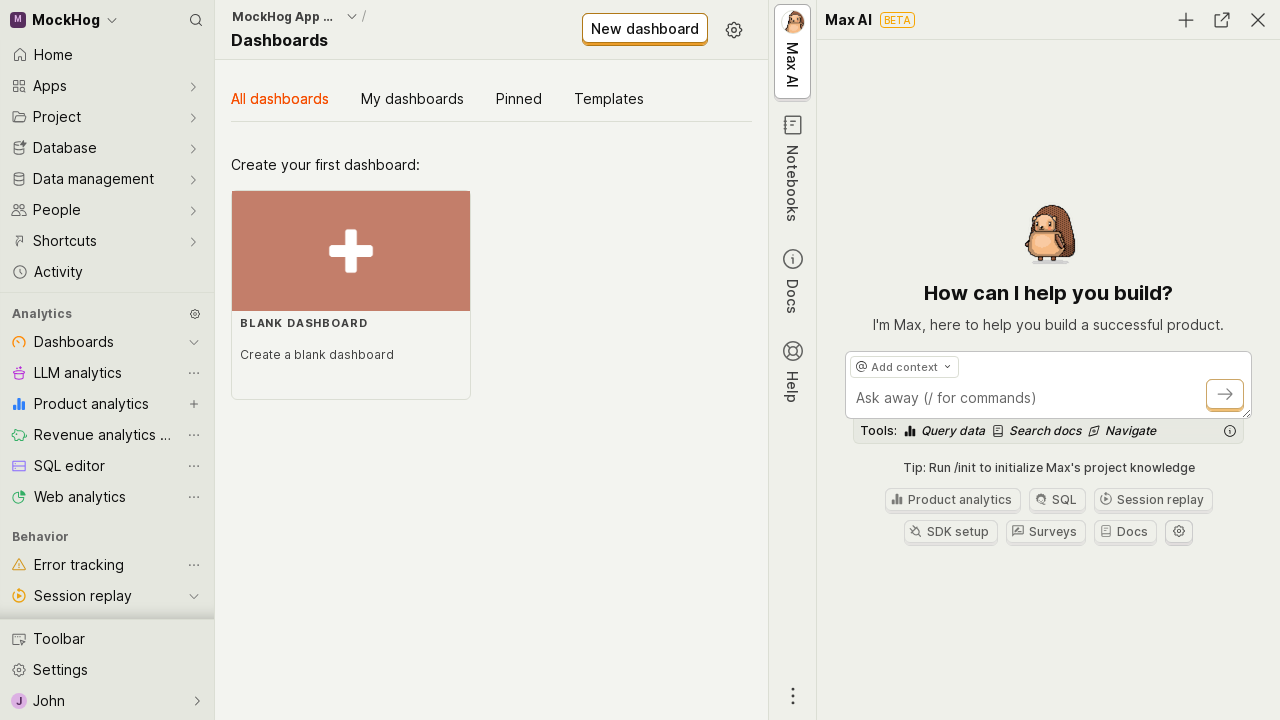 M MockHog
Home
Apps
Project
Database
Data management
People
Shortcuts
Activity
Analytics
Dashboards
LLM analytics
Product analytics
Revenue analytics ...
SQL editor
Web analytics
Behavior
Error tracking
Session replay
Toolbar
Settings
J John
MockHog App ... /
Dashboards
New dashboard
All dashboards
My dashboards
Pinned
Templates
Create your first dashboard:
BLANK DASHBOARD
Create a blank dashboard
Max AI
Notebooks
Docs
Help
Max AI BETA
How can I help you build?
I'm Max, here to help you build a successful product.
@ Add context
Ask away (/ for commands)
Tools: Query data Search docs Navigate
Tip: Run /init to initialize Max's project knowledge
Product analytics
SQL
Session replay
SDK setup
Surveys
Docs